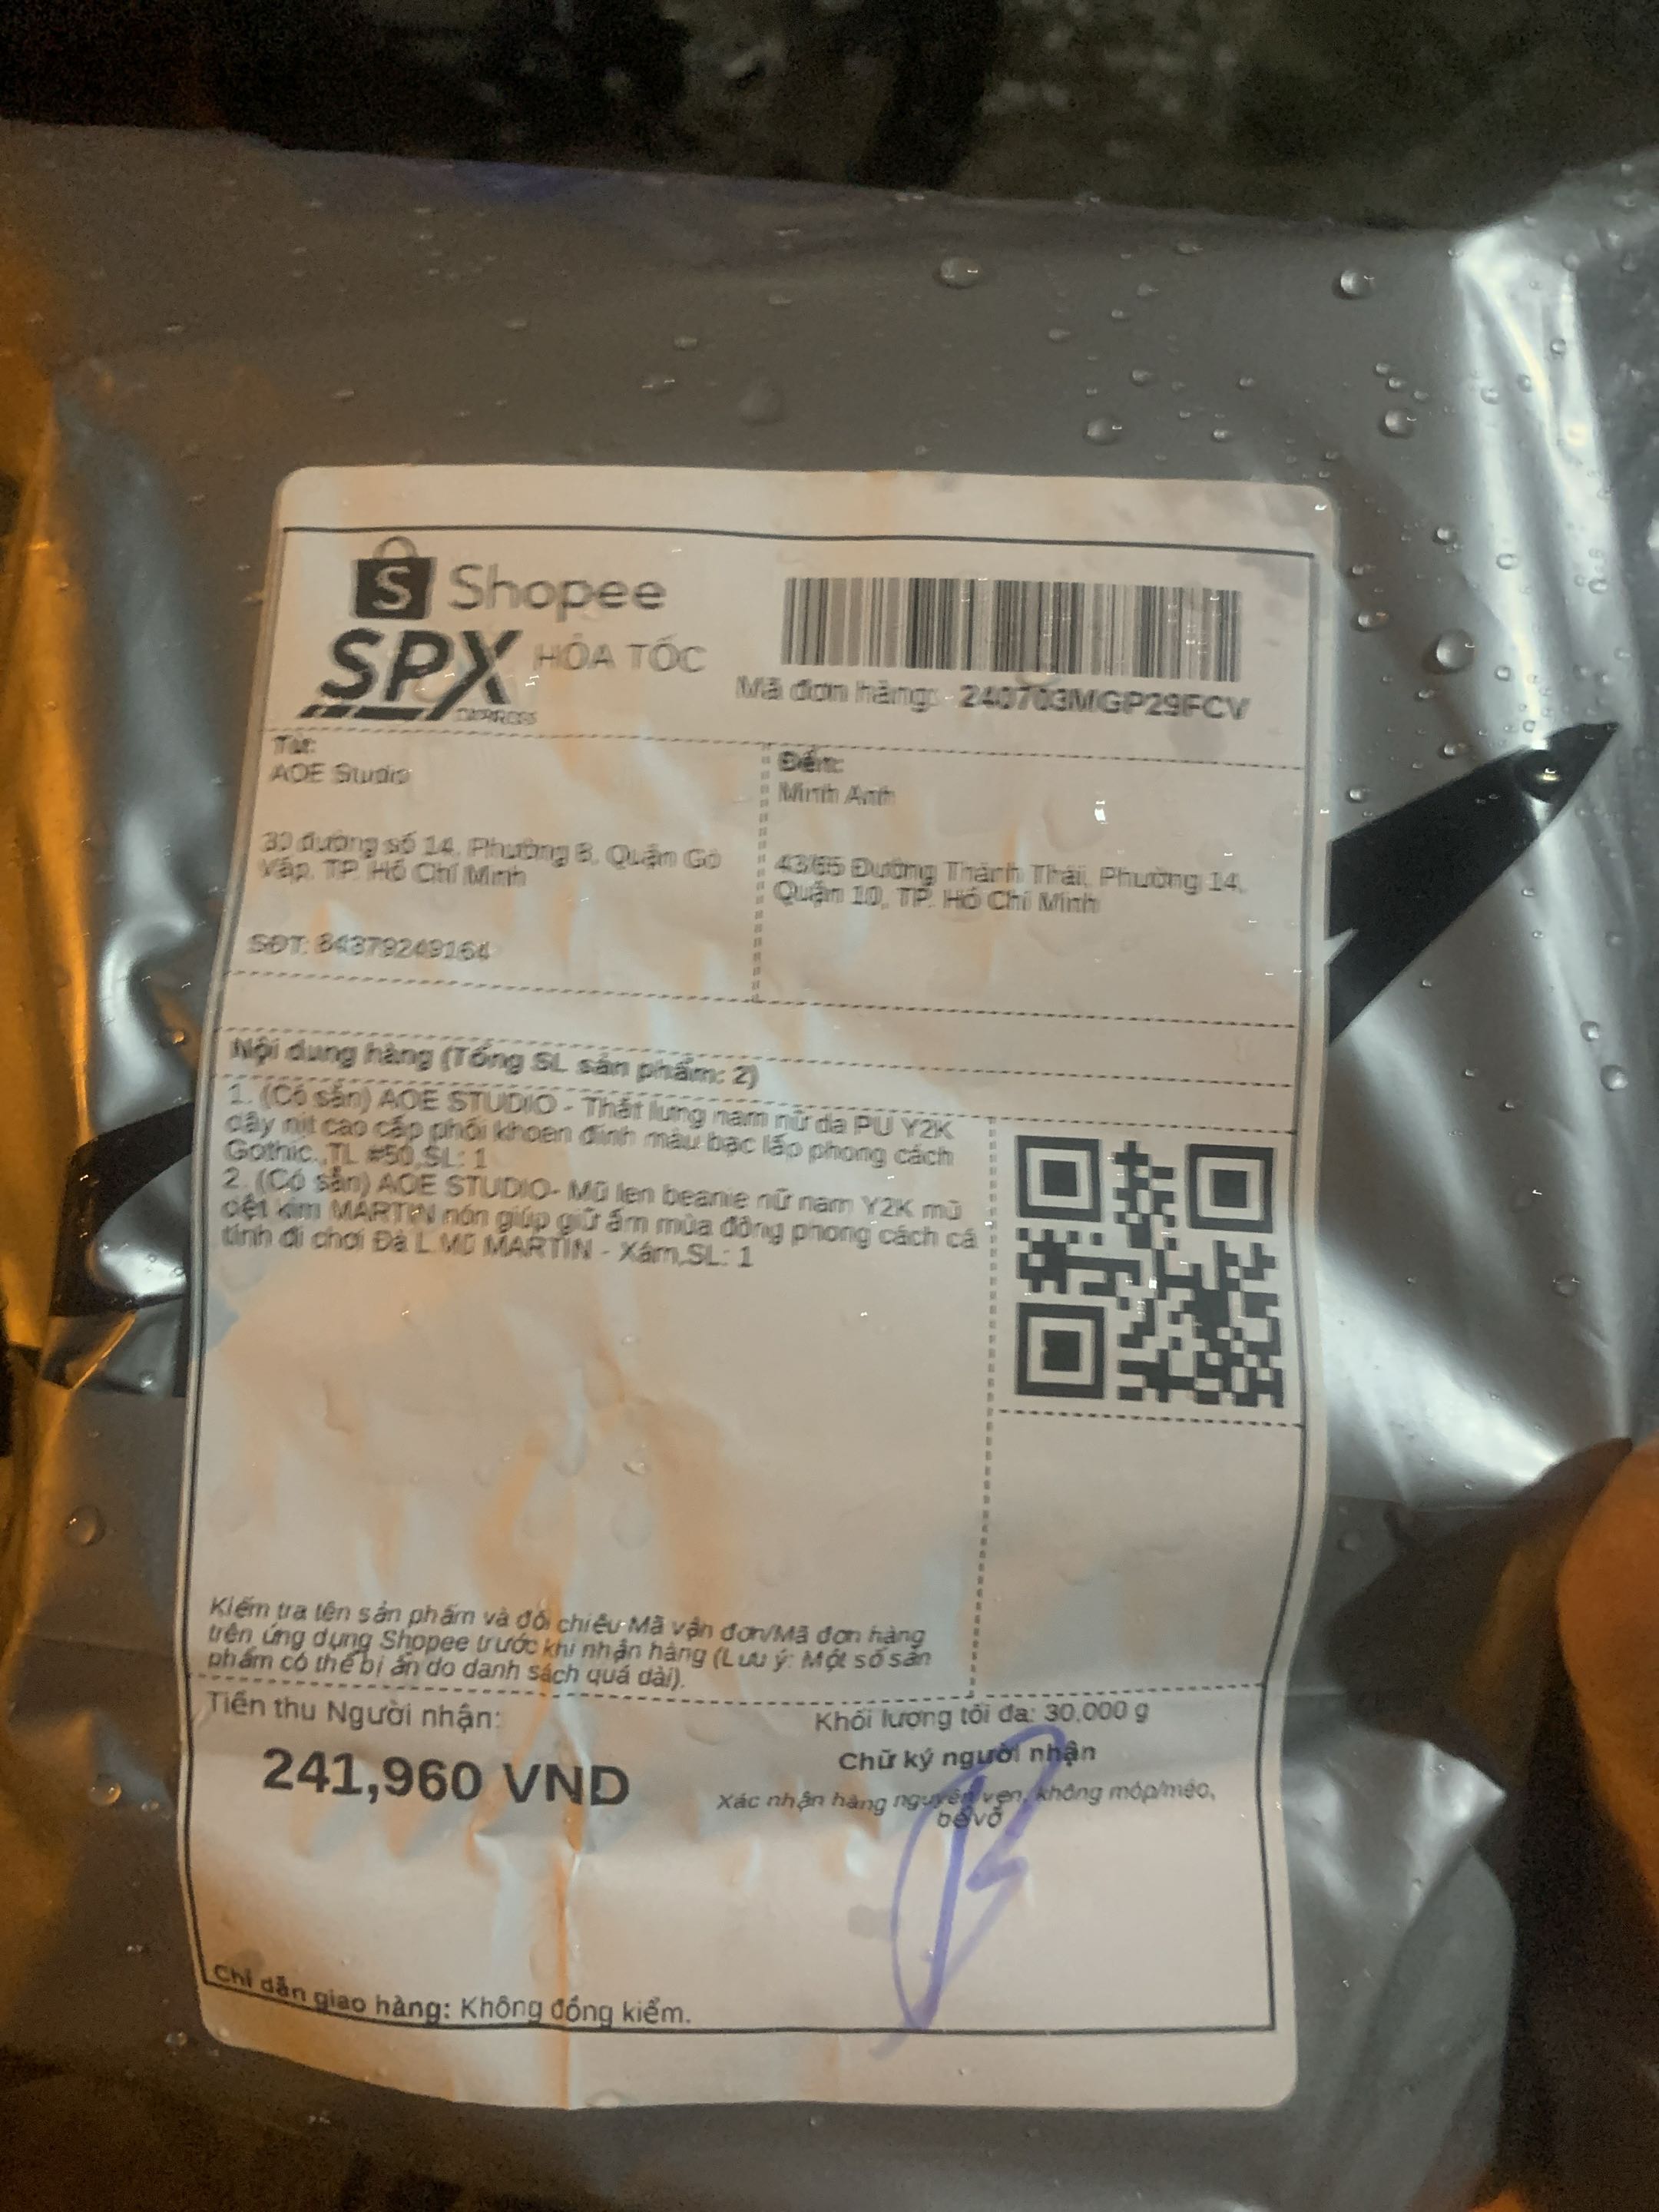 Shopee
SPX HỎA TỐC
EXPRESS
Mã đơn hàng: 240703MGP29FCV
Từ:
AOE Studio
30 đường số 14, Phường 8, Quận Gò
Vấp, TP. Hồ Chí Minh
SĐT: 84379249164
Đến:
Minh Anh
43/65 Đường Thành Thái, Phường 14,
Quận 10, TP. Hồ Chí Minh
Nội dung hàng (Tổng SL sản phẩm: 2)
1. (Có sẵn) AOE STUDIO - Thắt lưng nam nữ da PU Y2K
dây nịt cao cấp phối khoen đính màu bạc lấp phong cách
Gothic.,TL #50,SL: 1
2. (Có sẵn) AOE STUDIO- Mũ len beanie nữ nam Y2K mũ
dệt kim MARTIN nón giúp giữ ấm mùa đông phong cách cá
tính đi chơi Đà L.MŨ MARTIN - Xám,SL: 1
Kiểm tra tên sản phẩm và đối chiếu Mã vận đơn/Mã đơn hàng
trên ứng dụng Shopee trước khi nhận hàng (Lưu ý: Một số sản
phẩm có thể bị ẩn do danh sách quá dài).
Tiền thu Người nhận:
241,960 VND
Khối lượng tối đa: 30,000 g
Chữ ký người nhận
Xác nhận hàng nguyên vẹn, không móp/méo,
bể/vỡ
Chỉ dẫn giao hàng: Không đồng kiểm.